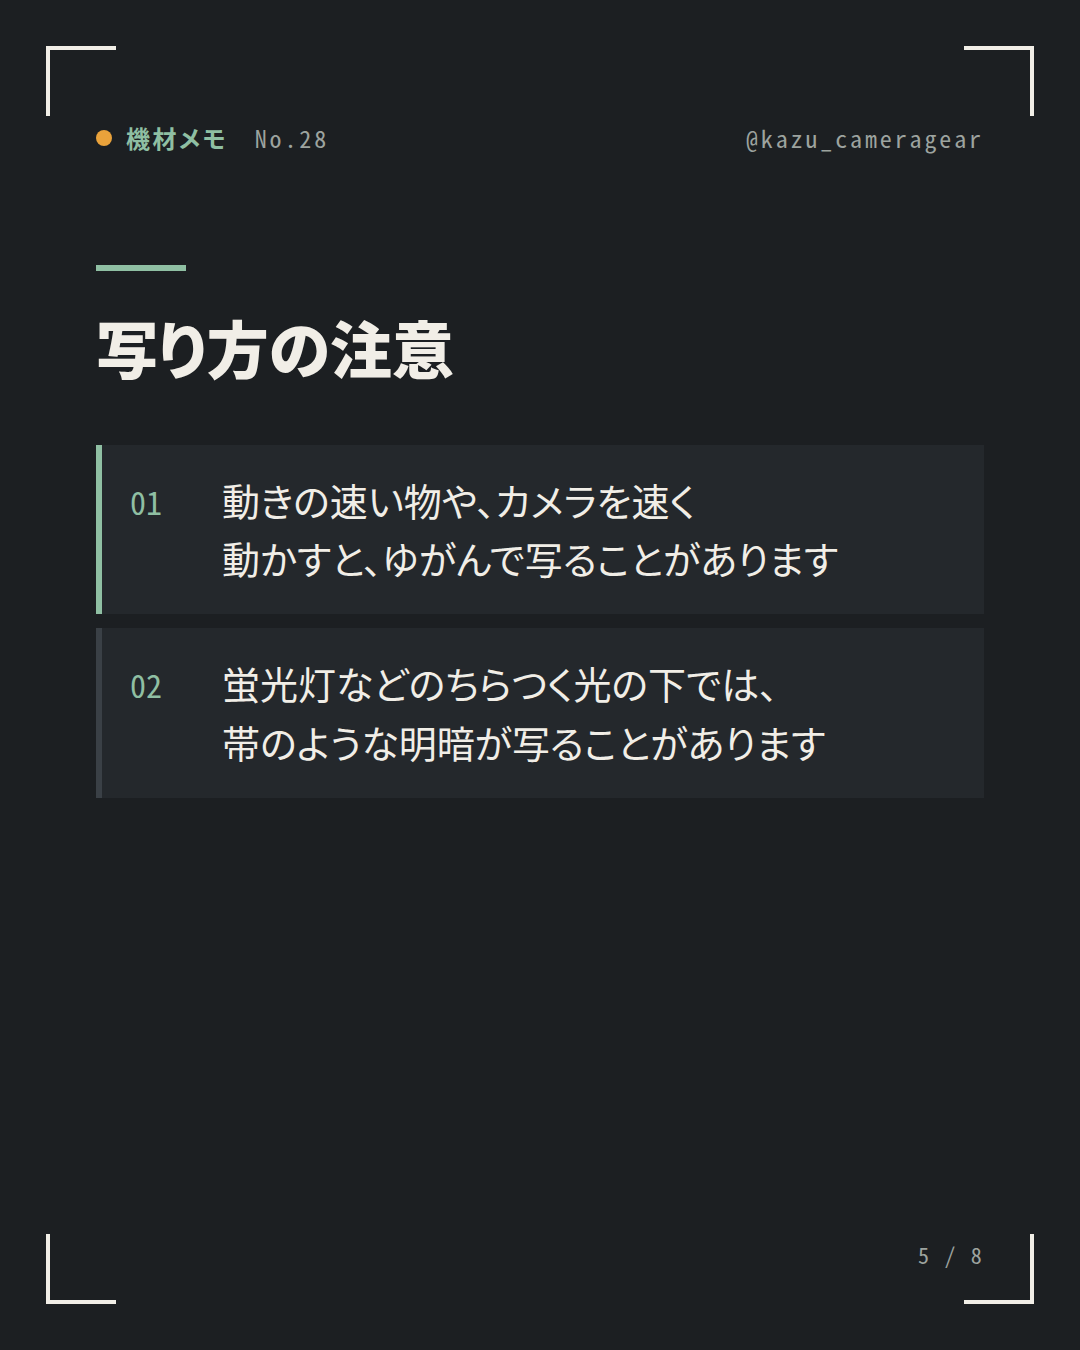 機材メモ No.28
@kazu_cameragear
写り方の注意
01 動きの速い物や、カメラを速く
動かすと、ゆがんで写ることがあります
02 蛍光灯などのちらつく光の下では、
帯のような明暗が写ることがあります
5 / 8